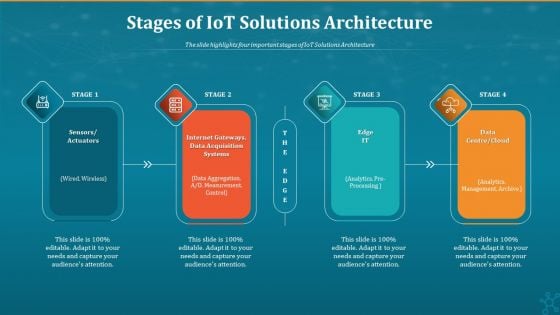 Stages of IoT Solutions Architecture
The slide highlights four important stages of IoT Solutions Architecture
STAGE 1
Sensors/
Actuators
(Wired, Wireless)
This slide is 100%
editable. Adapt it to your
needs and capture your
audience's attention.
STAGE 2
Internet Gateways,
Data Acquisition
Systems
(Data Aggregation,
A/D, Measurement,
Control)
This slide is 100%
editable. Adapt it to your
needs and capture your
audience's attention.
T
H
E
E
D
G
E
STAGE 3
Edge
IT
(Analytics, Pre-
Processing )
This slide is 100%
editable. Adapt it to your
needs and capture your
audience's attention.
STAGE 4
Data
Centre/Cloud
(Analytics,
Management, Archive )
This slide is 100%
editable. Adapt it to your
needs and capture your
audience's attention.